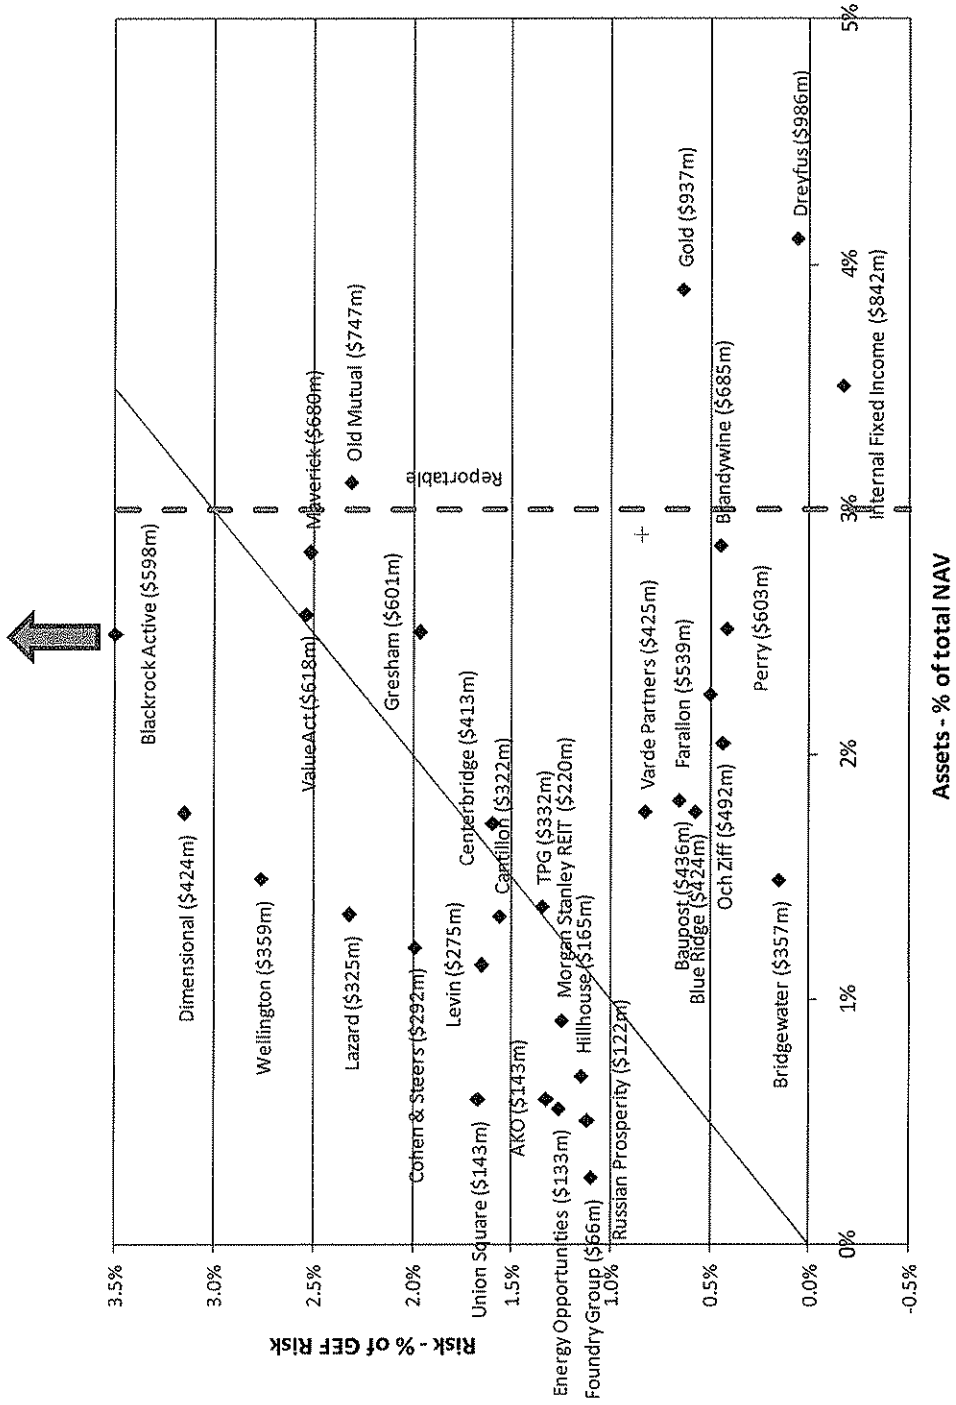 Risk - % of GEF Risk
3.5%
3.0%
2.5%
2.0%
1.5%
1.0%
0.5%
0.0%
-0.5%
Blackrock Active ($598m)
Dimensional ($424m)
Wellington ($359m)
Lazard ($325m)
ValueAct ($618m)
Maverick ($680m)
Old Mutual ($747m)
Reportable
Gresham ($601m)
Cohen & Steers ($292m)
Levin ($275m)
Centerbridge ($413m)
Cantillon ($322m)
Union Square ($143m)
AKO ($143m)
TPG ($332m)
Morgan Stanley REIT ($220m)
Hillhouse ($165m)
Energy Opportunities ($133m)
Foundry Group ($66m)
Russian Prosperity ($122m)
Varde Partners ($425m)
Farallon ($539m)
Baupost ($436m)
Blue Ridge ($424m)
Och Ziff ($492m)
Perry ($603m)
Brandywine ($685m)
Gold ($937m)
Dreyfus ($986m)
Bridgewater ($357m)
Internal Fixed Income ($842m)
0%
1%
2%
3%
4%
5%
Assets - % of total NAV